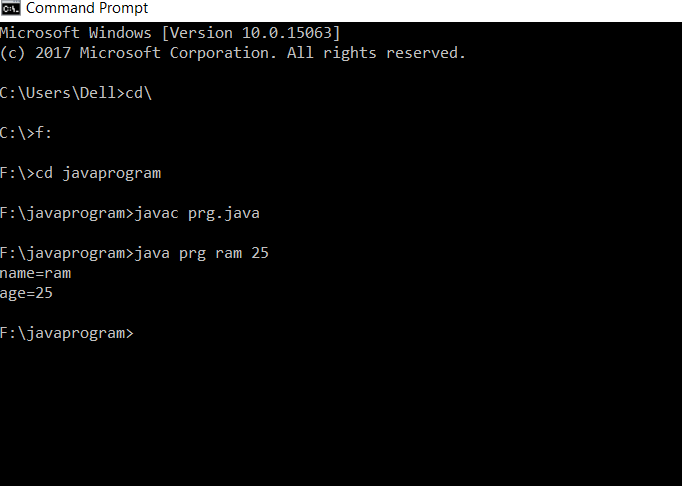 Command Prompt
Microsoft Windows [Version 10.0.15063]
(c) 2017 Microsoft Corporation. All rights reserved.
C:\Users\Dell>cd\
C:\>f:
F:\>cd javaprogram
F:\javaprogram>javac prg.java
F:\javaprogram>java prg ram 25
name=ram
age=25
F:\javaprogram>